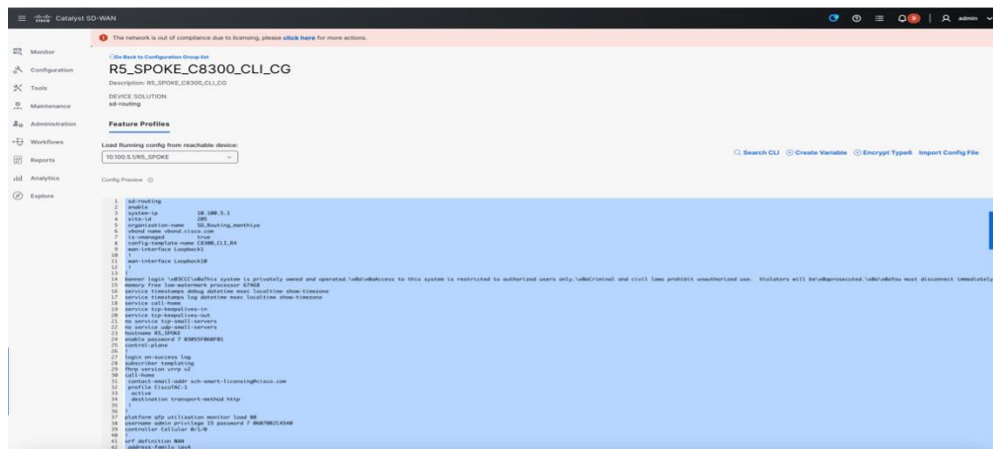 CISCO Catalyst SD-WAN
admin
The network is out of compliance due to licensing, please click here for more actions.
Monitor
Configuration
Tools
Maintenance
Administration
Workflows
Reports
Analytics
Explore
Go Back to Configuration Group list
R5_SPOKE_C8300_CLI_CG
Description: R5_SPOKE_C8300_CLI_CG
DEVICE SOLUTION
sd-routing
Feature Profiles
Load Running config from reachable device:
10.100.5.1/R5_SPOKE
Search CLI Create Variable Encrypt Type6 Import Config File
Config Preview
1 sd-routing
2 enable
3 system-ip 10.100.5.1
4 site-id 205
5 organization-name SD_Routing_manthiya
6 vbond name vbond.cisco.com
7 is-vmanaged true
8 config-template-name C8300_CLI_R4
9 wan-interface Loopback1
10 !
11 wan-interface Loopback10
12 !
13 !
14 banner login \x03CCC\x0aThis system is privately owned and operated.\x0a\x0aAccess to this system is restricted to authorized users only.\x0aCriminal and civil laws prohibit unauthorized use. Violators will be\x0aprosecuted.\x0a\x0aYou must disconnect immediately
15 memory free low-watermark processor 67468
16 service timestamps debug datetime msec localtime show-timezone
17 service timestamps log datetime msec localtime show-timezone
18 service call-home
19 service tcp-keepalives-in
20 service tcp-keepalives-out
21 no service tcp-small-servers
22 no service udp-small-servers
23 hostname R5_SPOKE
24 enable password 7
25 control-plane
26 !
27 login on-success log
28 subscriber templating
29 fhrp version vrrp v2
30 call-home
31 contact-email-addr sch-smart-licensing@cisco.com
32 profile CiscoTAC-1
33 active
34 destination transport-method http
35 !
36 !
37 platform qfp utilization monitor load 80
38 username admin privilege 15 password 7
39 controller Cellular 0/1/0
40 !
41 vrf definition WAN
42 address-family ipv4